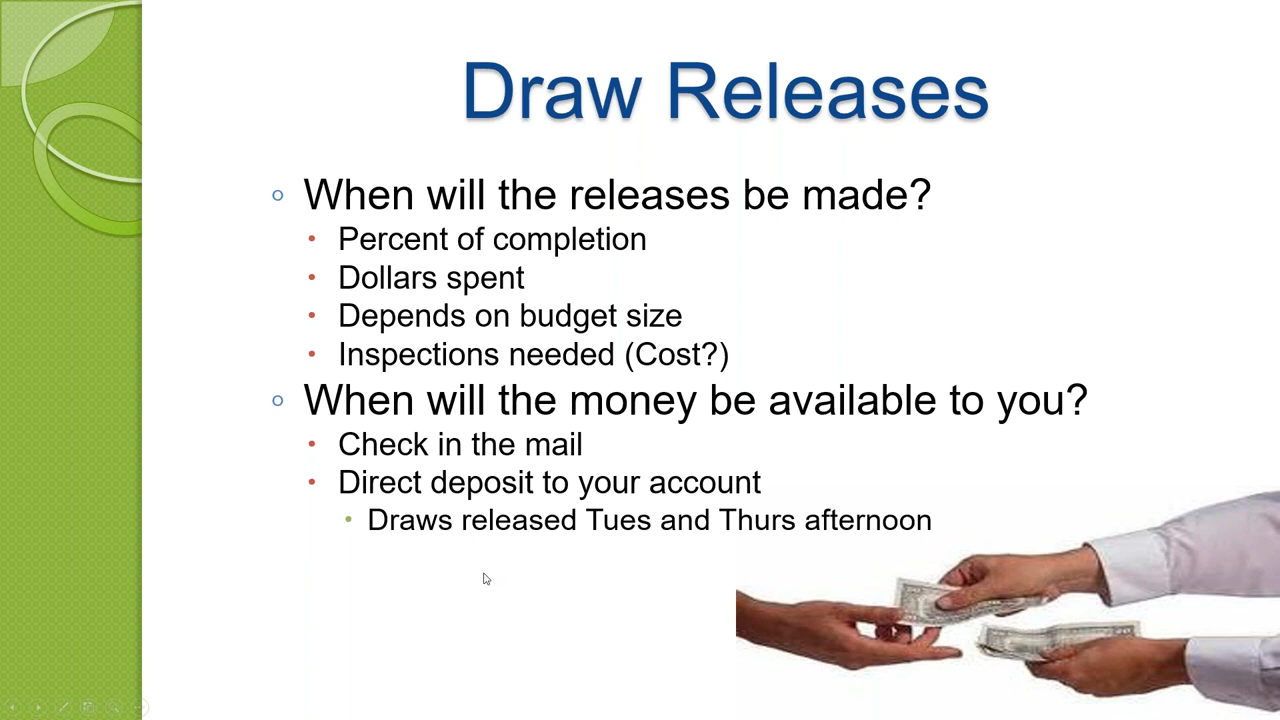 Draw Releases
When will the releases be made?
Percent of completion
Dollars spent
Depends on budget size
Inspections needed (Cost?)
When will the money be available to you?
Check in the mail
Direct deposit to your account
Draws released Tues and Thurs afternoon